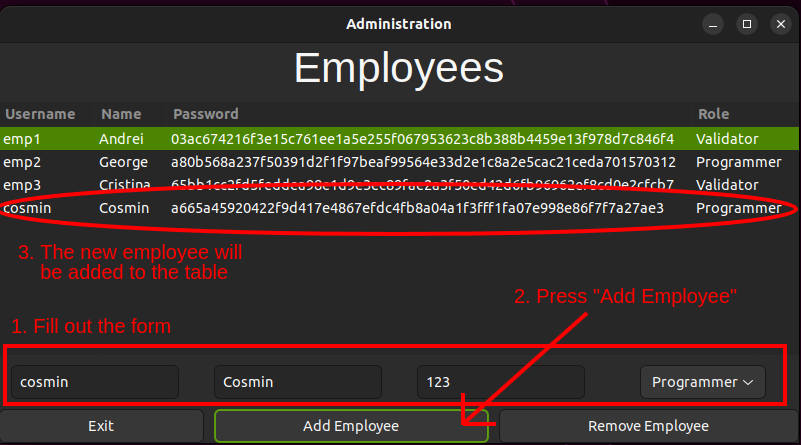 Administration
Employees
Username Name Password Role
emp1 Andrei 03ac674216f3e15c761ee1a5e255f067953623c8b388b4459e13f978d7c846f4 Validator
emp2 George a80b568a237f50391d2f1f97beaf99564e33d2e1c8a2e5cac21ceda701570312 Programmer
emp3 Cristina Validator
cosmin Cosmin a665a45920422f9d417e4867efdc4fb8a04a1f3fff1fa07e998e86f7f7a27ae3 Programmer
3. The new employee will
be added to the table
2. Press "Add Employee"
1. Fill out the form
cosmin Cosmin 123 Programmer
Exit Add Employee Remove Employee